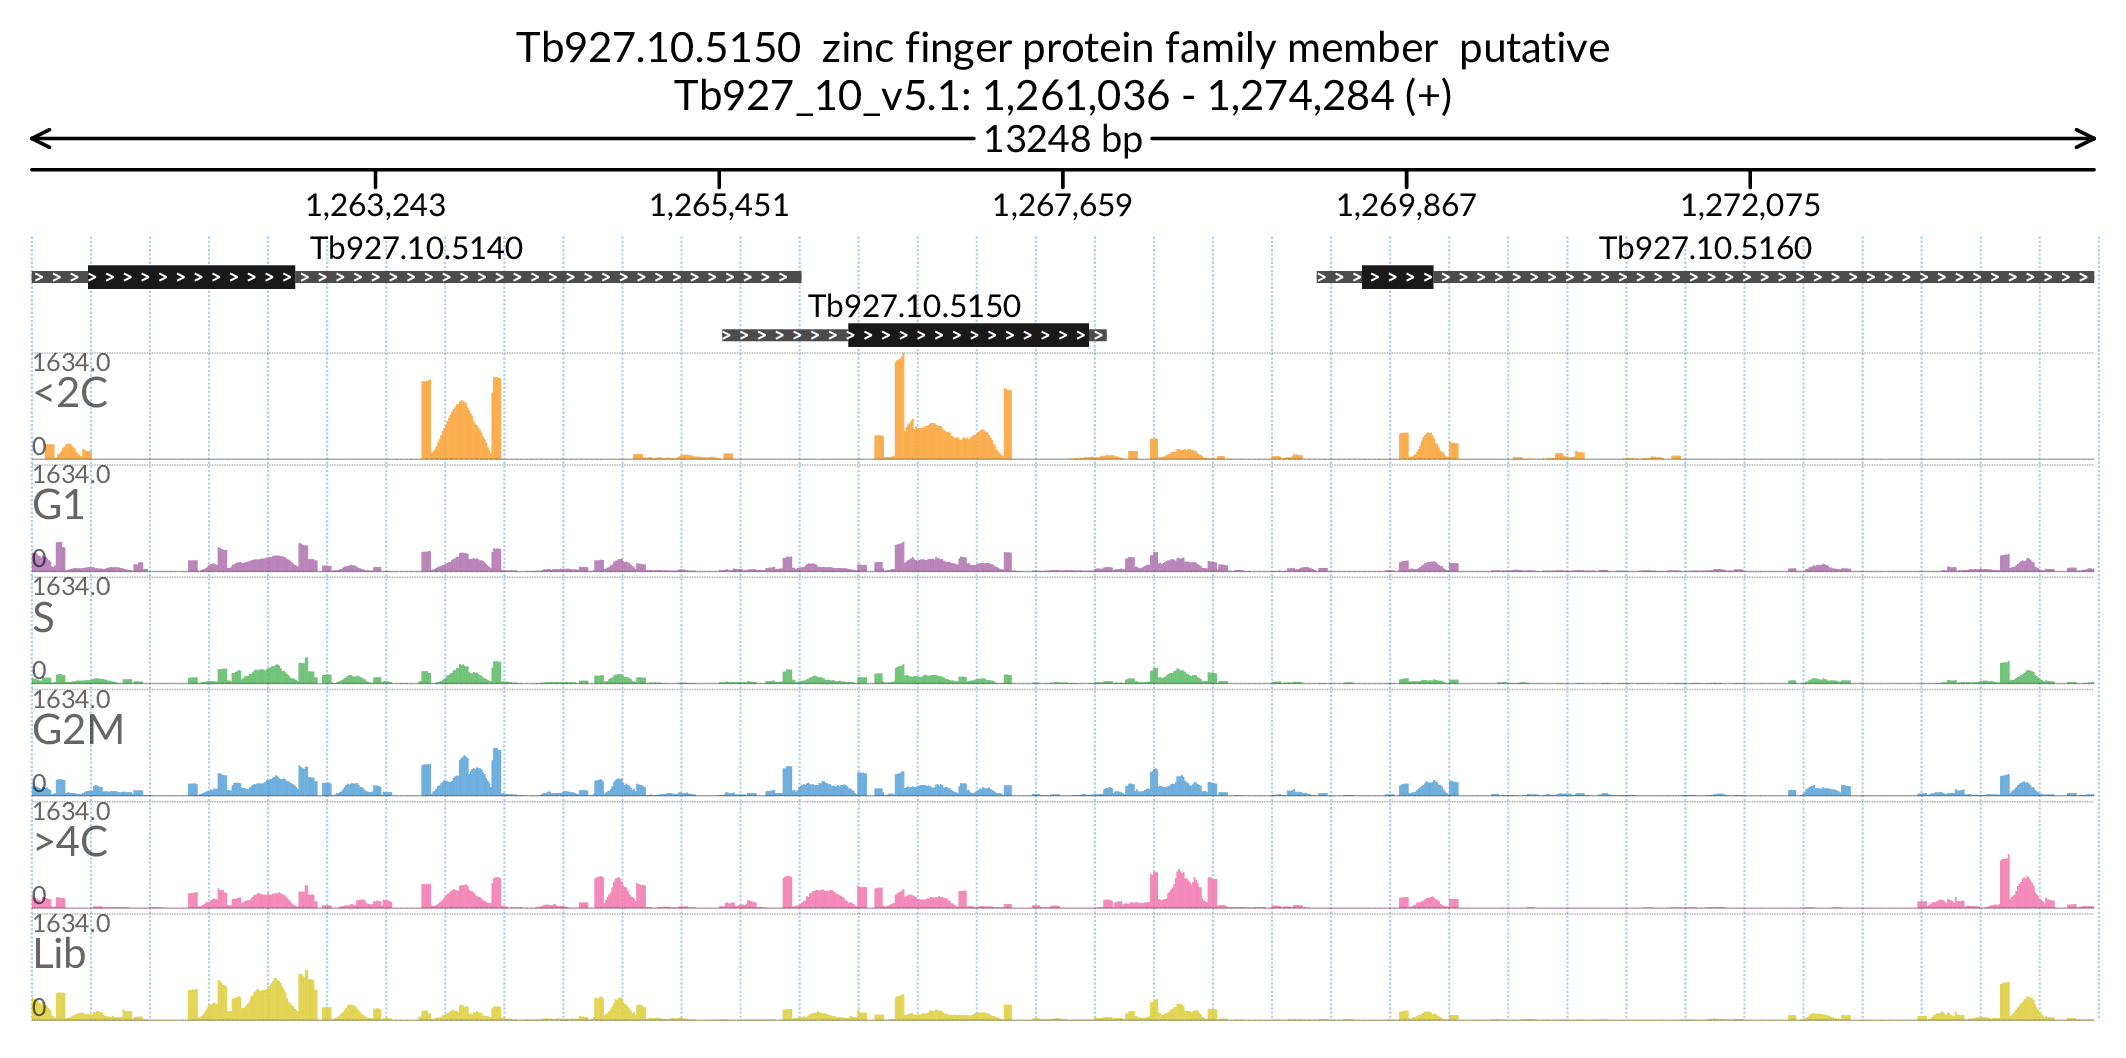 Tb927.10.5150  zinc finger protein family member  putative
Tb927_10_v5.1: 1,261,036 - 1,274,284 (+)
13248 bp
1,263,243 1,265,451 1,267,659 1,269,867 1,272,075
Tb927.10.5140 Tb927.10.5160
Tb927.10.5150
1634.0
<2C
0
1634.0
G1
0
1634.0
S
0
1634.0
G2M
0
1634.0
>4C
0
1634.0
Lib
0